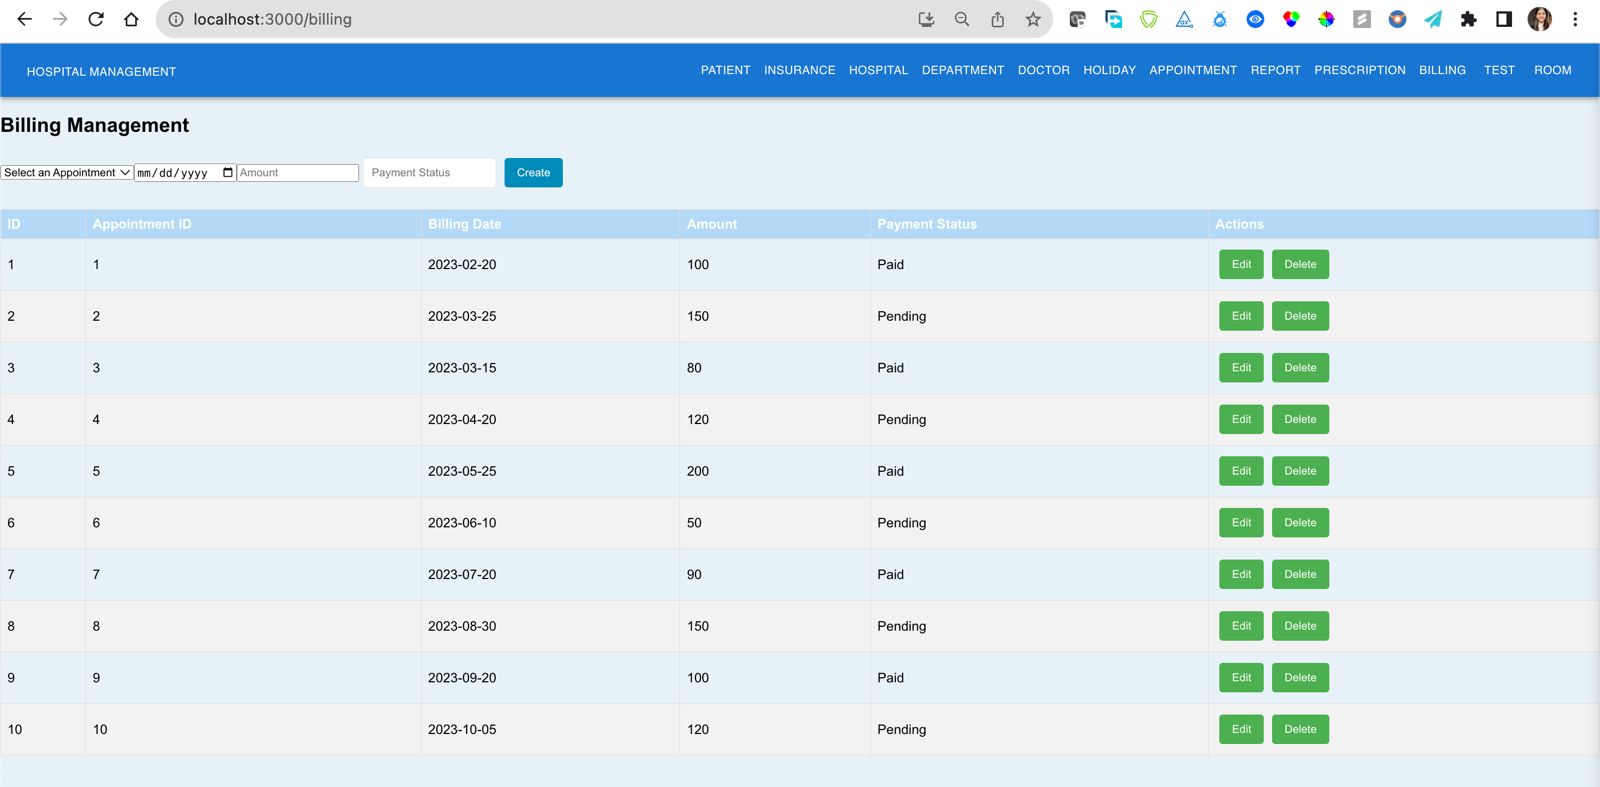 localhost:3000/billing
HOSPITAL MANAGEMENT PATIENT INSURANCE HOSPITAL DEPARTMENT DOCTOR HOLIDAY APPOINTMENT REPORT PRESCRIPTION BILLING TEST ROOM
Billing Management
Select an Appointment mm/dd/yyyy Amount Payment Status Create
ID Appointment ID Billing Date Amount Payment Status Actions
1 1 2023-02-20 100 Paid Edit Delete
2 2 2023-03-25 150 Pending Edit Delete
3 3 2023-03-15 80 Paid Edit Delete
4 4 2023-04-20 120 Pending Edit Delete
5 5 2023-05-25 200 Paid Edit Delete
6 6 2023-06-10 50 Pending Edit Delete
7 7 2023-07-20 90 Paid Edit Delete
8 8 2023-08-30 150 Pending Edit Delete
9 9 2023-09-20 100 Paid Edit Delete
10 10 2023-10-05 120 Pending Edit Delete